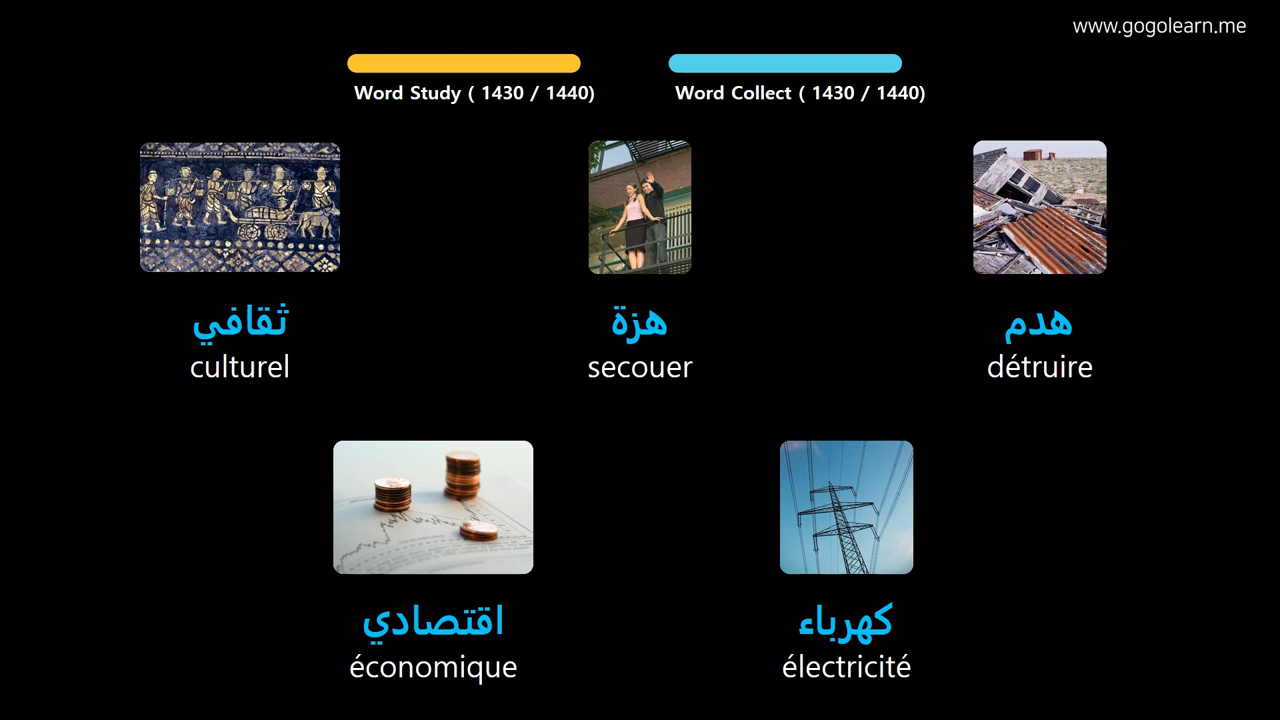 www.gogolearn.me
Word Study ( 1430 / 1440)
Word Collect ( 1430 / 1440)
ثقافي
culturel
هزة
secouer
هدم
détruire
اقتصادي
économique
كهرباء
électricité